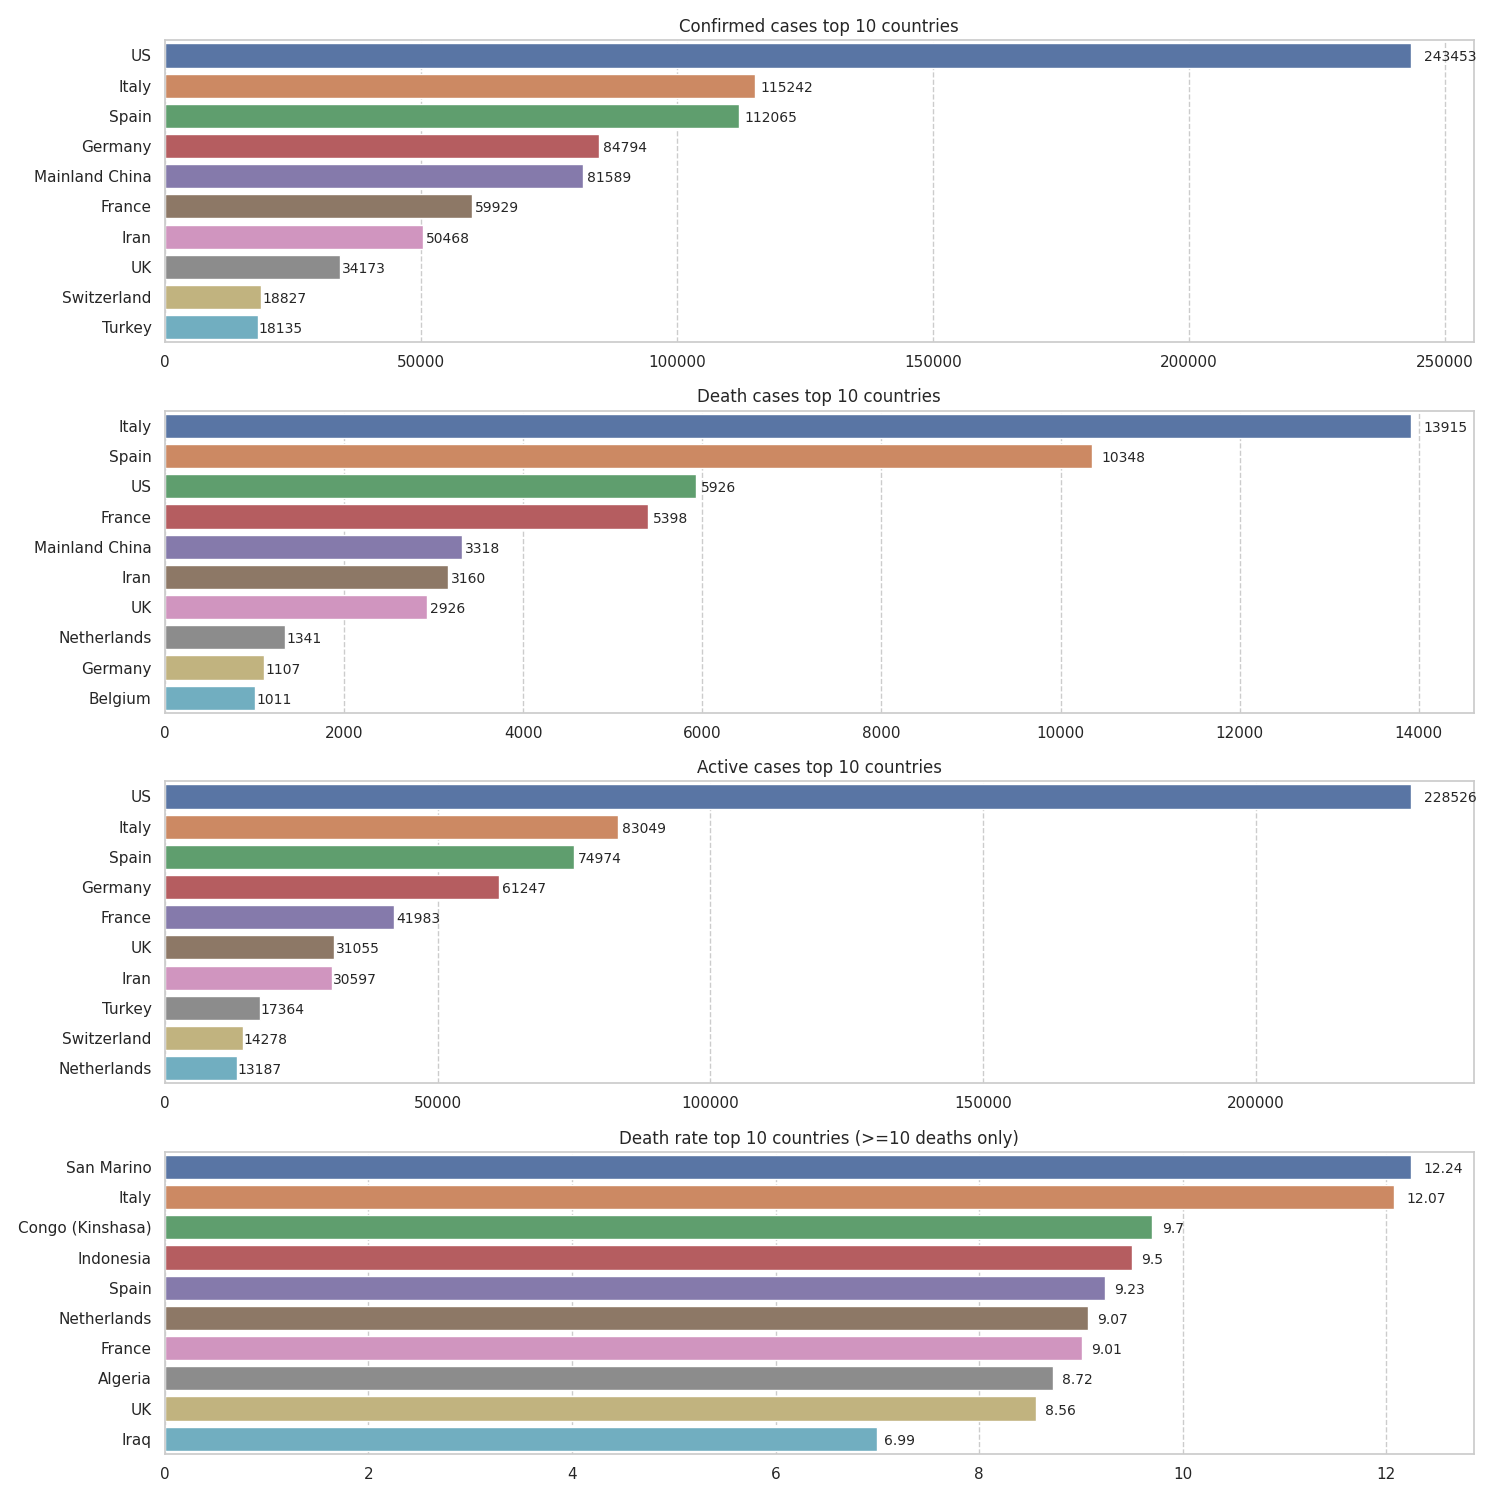 Confirmed cases top 10 countries
US 243453
Italy 115242
Spain 112065
Germany 84794
Mainland China 81589
France 59929
Iran 50468
UK 34173
Switzerland 18827
Turkey 18135
0 50000 100000 150000 200000 250000
Death cases top 10 countries
Italy 13915
Spain 10348
US 5926
France 5398
Mainland China 3318
Iran 3160
UK 2926
Netherlands 1341
Germany 1107
Belgium 1011
0 2000 4000 6000 8000 10000 12000 14000
Active cases top 10 countries
US 228526
Italy 83049
Spain 74974
Germany 61247
France 41983
UK 31055
Iran 30597
Turkey 17364
Switzerland 14278
Netherlands 13187
0 50000 100000 150000 200000
Death rate top 10 countries (>=10 deaths only)
San Marino 12.24
Italy 12.07
Congo (Kinshasa) 9.7
Indonesia 9.5
Spain 9.23
Netherlands 9.07
France 9.01
Algeria 8.72
UK 8.56
Iraq 6.99
0 2 4 6 8 10 12